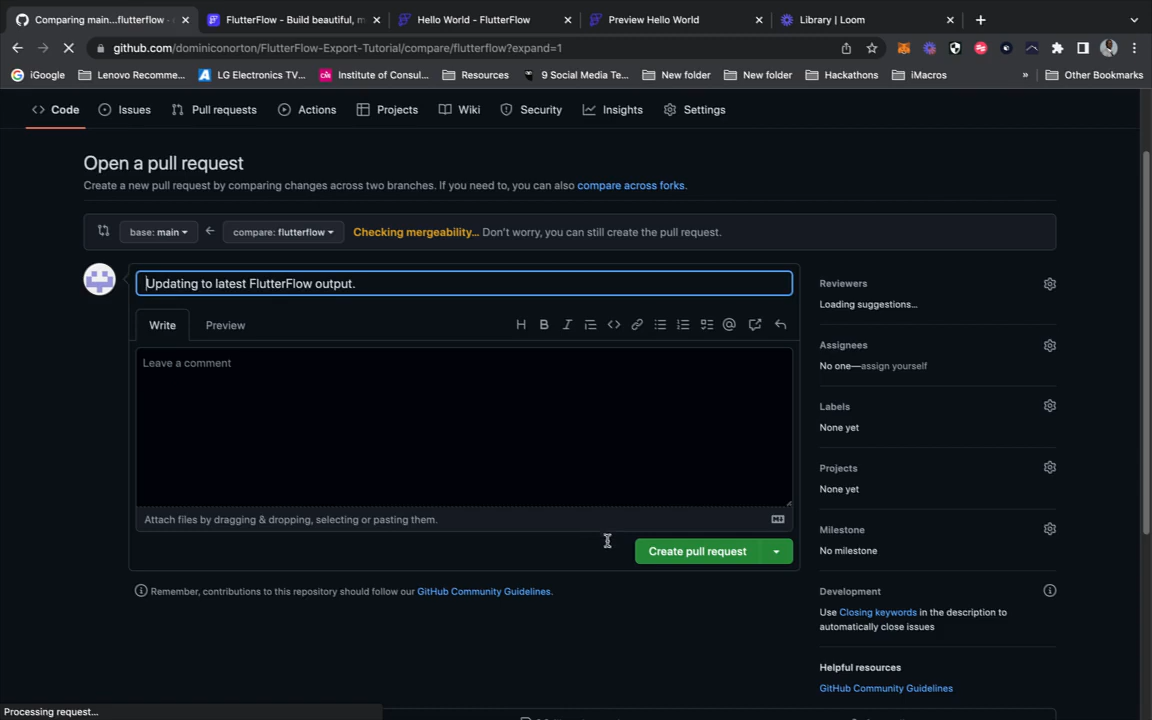 Comparing main...flutterflow - c
FlutterFlow - Build beautiful, m
Hello World - FlutterFlow
Preview Hello World
Library | Loom
github.com/dominiconorton/FlutterFlow-Export-Tutorial/compare/flutterflow?expand=1
iGoogle
Lenovo Recomme...
LG Electronics TV...
Institute of Consul...
Resources
9 Social Media Te...
New folder
New folder
Hackathons
iMacros
»
Other Bookmarks
Code
Issues
Pull requests
Actions
Projects
Wiki
Security
Insights
Settings
Open a pull request
Create a new pull request by comparing changes across two branches. If you need to, you can also compare across forks.
base: main
compare: flutterflow
Checking mergeability... Don't worry, you can still create the pull request.
Updating to latest FlutterFlow output.
Write
Preview
Leave a comment
Attach files by dragging & dropping, selecting or pasting them.
Create pull request
Remember, contributions to this repository should follow our GitHub Community Guidelines.
Reviewers
Loading suggestions...
Assignees
No one—assign yourself
Labels
None yet
Projects
None yet
Milestone
No milestone
Development
Use Closing keywords in the description to
automatically close issues
Helpful resources
GitHub Community Guidelines
Processing request...